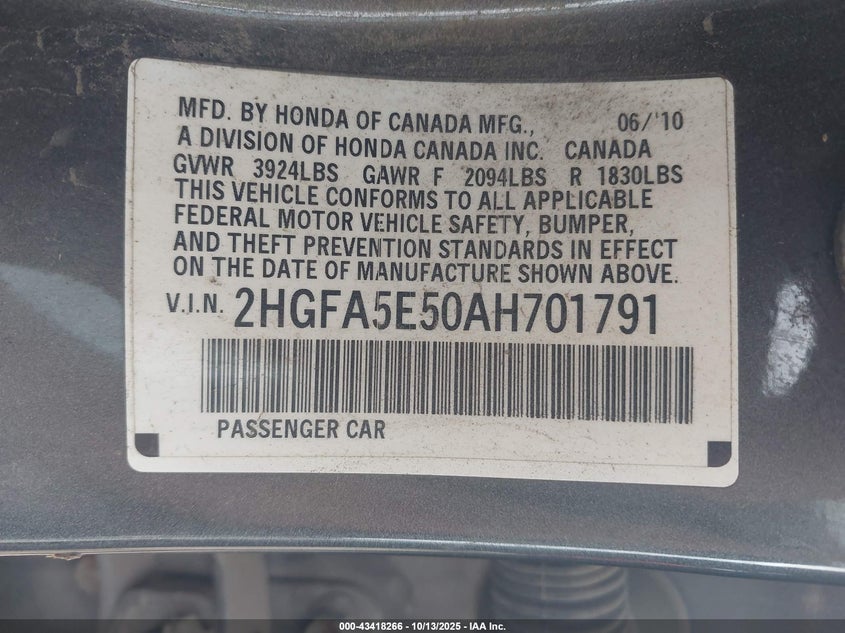 MFD. BY HONDA OF CANADA MFG., 06/'10
A DIVISION OF HONDA CANADA INC. CANADA
GVWR 3924LBS GAWR F 2094LBS R 1830LBS
THIS VEHICLE CONFORMS TO ALL APPLICABLE
FEDERAL MOTOR VEHICLE SAFETY, BUMPER,
AND THEFT PREVENTION STANDARDS IN EFFECT
ON THE DATE OF MANUFACTURE SHOWN ABOVE.
V.I.N. 2HGFA5E50AH701791
PASSENGER CAR
000-43418266 - 10/13/2025 - IAA Inc.